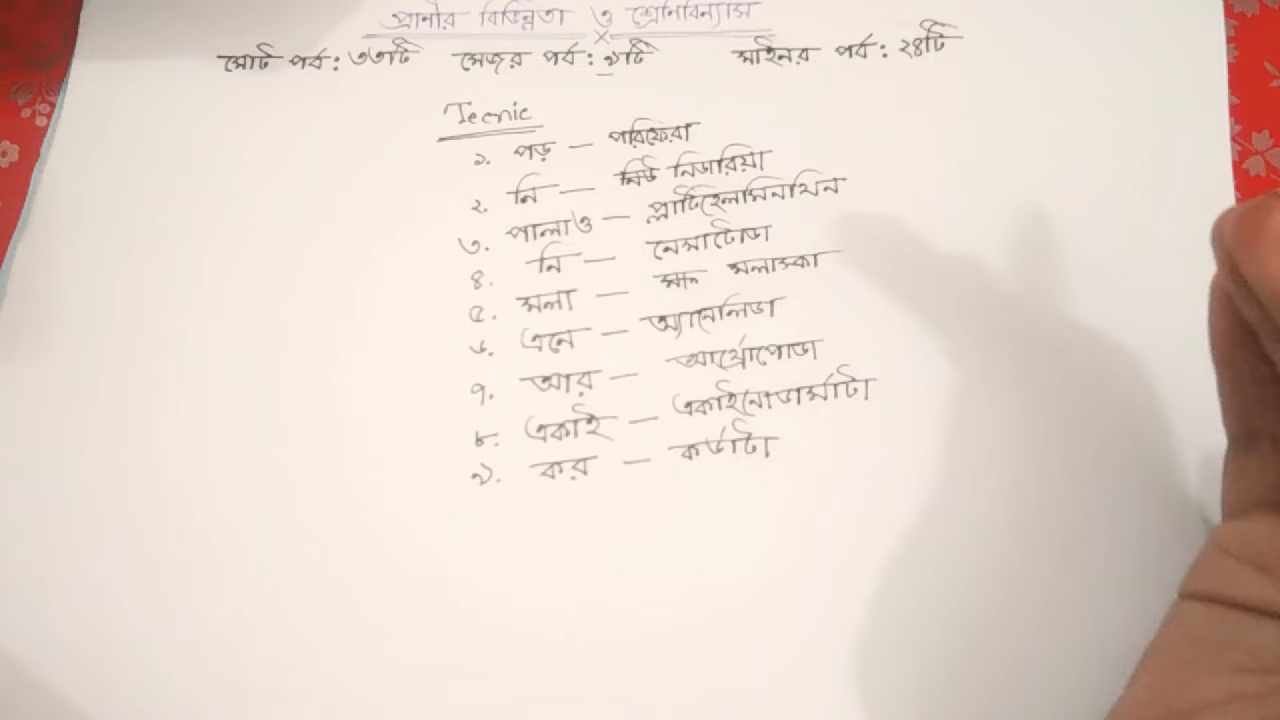 প্রাণীর বিভিন্নতা ও শ্রেণিবিন্যাস
মোট পর্ব: ৩৩টি মেজর পর্ব: ৯টি মাইনর পর্ব: ২৪টি
Tecnic
১. পড় — পরিফেরা
২. নি — নিডারিয়া
৩. পালাও — প্লাটিহেলমিনথিন
৪. নি — নেমাটোডা
৫. মলা — মলাস্কা
৬. এনে — অ্যানেলিডা
৭. আর — আর্থ্রোপোডা
৮. একাই — একাইনোডার্মাটা
৯. কর — কর্ডাটা